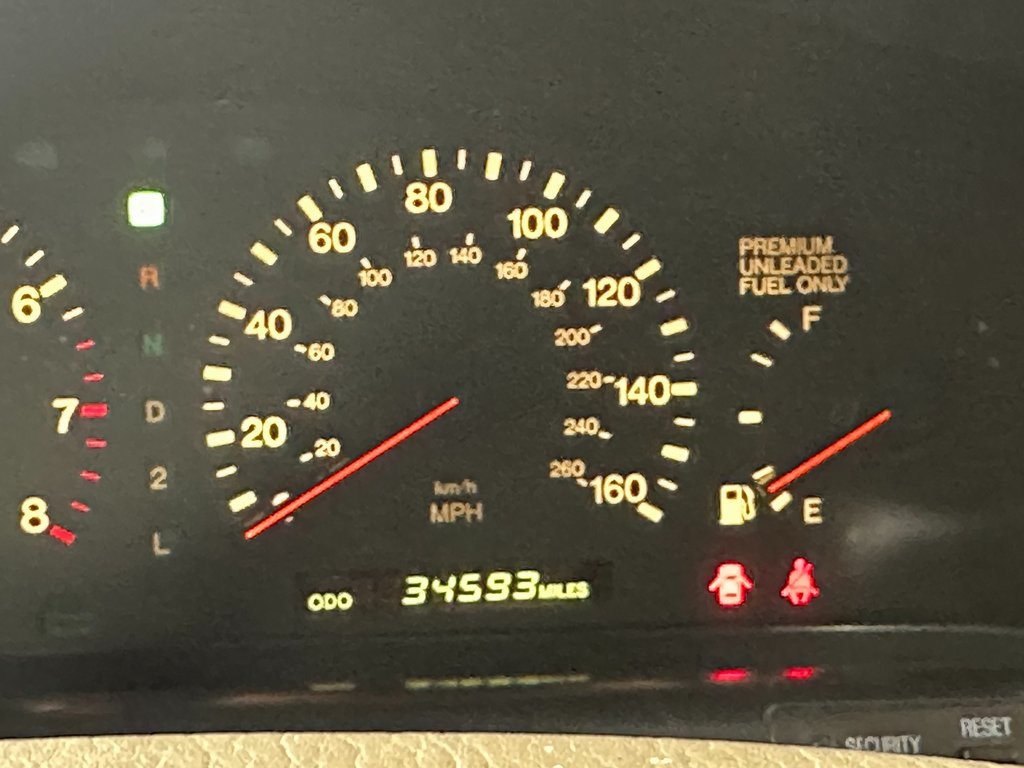 6
7
8
R
N
D
2
L
20
40
60
80
100
120
140
160
20
40
60
80
100
120
140
160
180
200
220
240
260
km/h
MPH
ODO 34593 MILES
PREMIUM
UNLEADED
FUEL ONLY
F
E
SECURITY
RESET